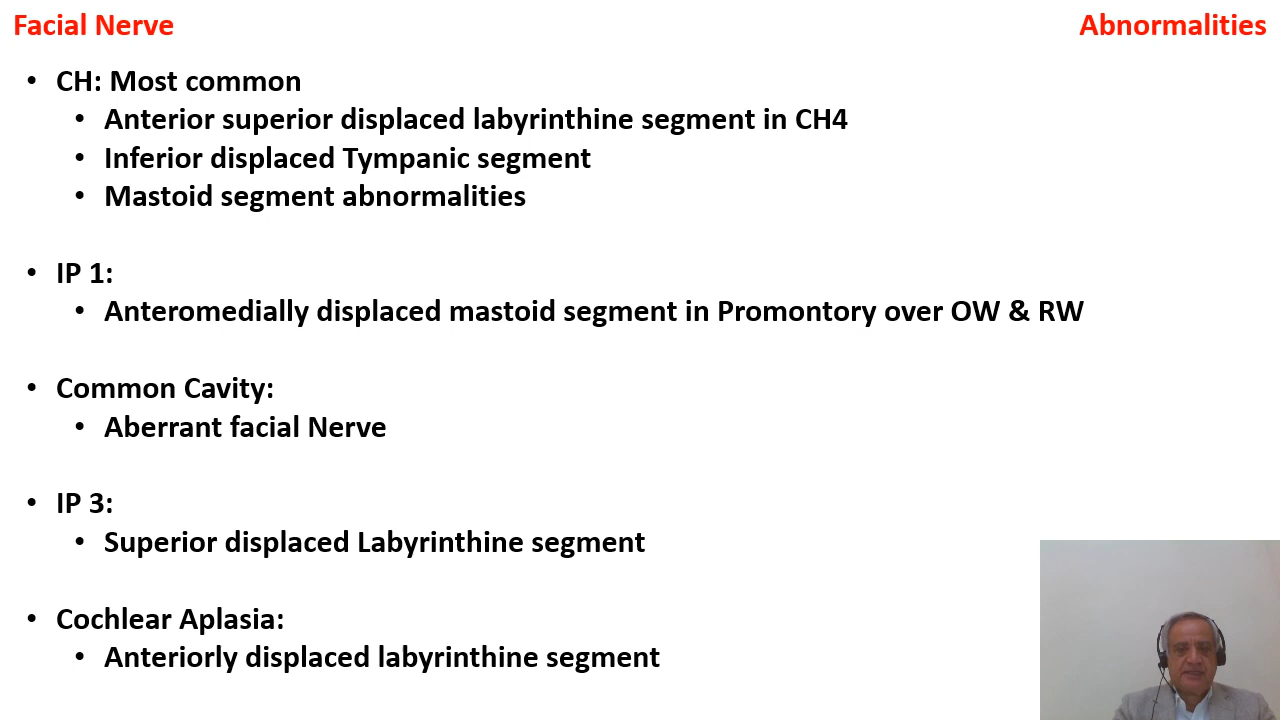 Facial Nerve
Abnormalities
• CH: Most common
• Anterior superior displaced labyrinthine segment in CH4
• Inferior displaced Tympanic segment
• Mastoid segment abnormalities
• IP 1:
• Anteromedially displaced mastoid segment in Promontory over OW & RW
• Common Cavity:
• Aberrant facial Nerve
• IP 3:
• Superior displaced Labyrinthine segment
• Cochlear Aplasia:
• Anteriorly displaced labyrinthine segment